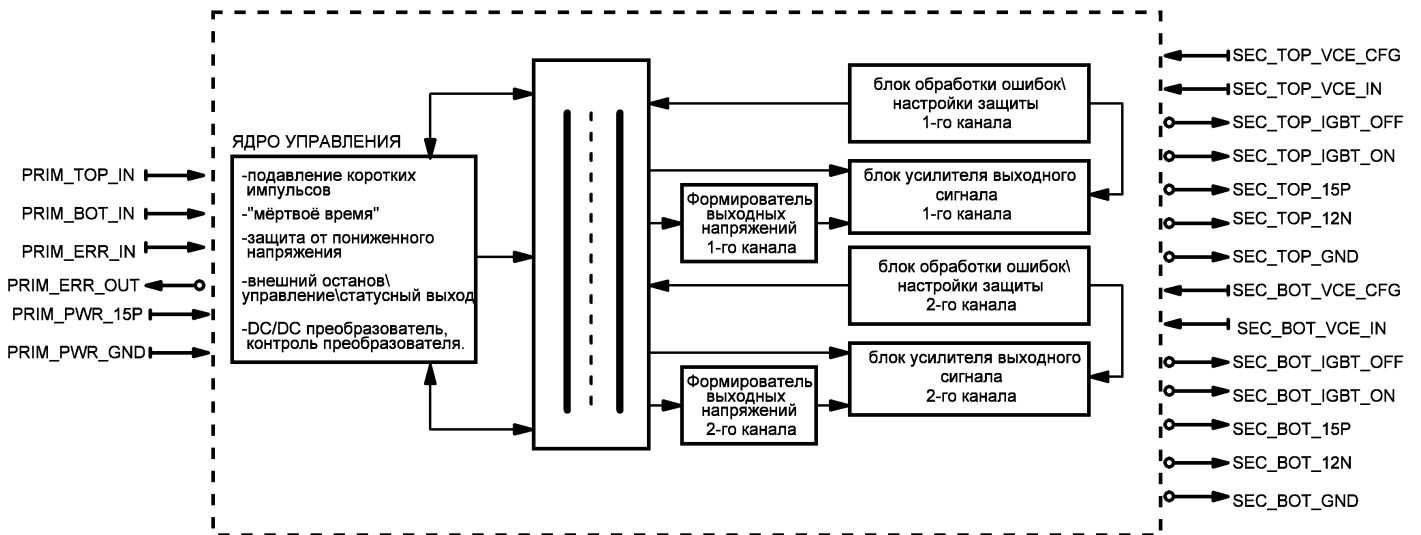 PRIM_TOP_IN
PRIM_BOT_IN
PRIM_ERR_IN
PRIM_ERR_OUT
PRIM_PWR_15P
PRIM_PWR_GND
ЯДРО УПРАВЛЕНИЯ
-подавление коротких
импульсов
-"мёртвоё время"
-защита от пониженного
напряжения
-внешний останов\
управление\статусный выход
-DC/DC преобразователь,
контроль преобразователя.
блок обработки ошибок\
настройки защиты
1-го канала
блок усилителя выходного
сигнала
1-го канала
Формирователь
выходных
напряжений
1-го канала
блок обработки ошибок\
настройки защиты
2-го канала
блок усилителя выходного
сигнала
2-го канала
Формирователь
выходных
напряжений
2-го канала
SEC_TOP_VCE_CFG
SEC_TOP_VCE_IN
SEC_TOP_IGBT_OFF
SEC_TOP_IGBT_ON
SEC_TOP_15P
SEC_TOP_12N
SEC_TOP_GND
SEC_BOT_VCE_CFG
SEC_BOT_VCE_IN
SEC_BOT_IGBT_OFF
SEC_BOT_IGBT_ON
SEC_BOT_15P
SEC_BOT_12N
SEC_BOT_GND